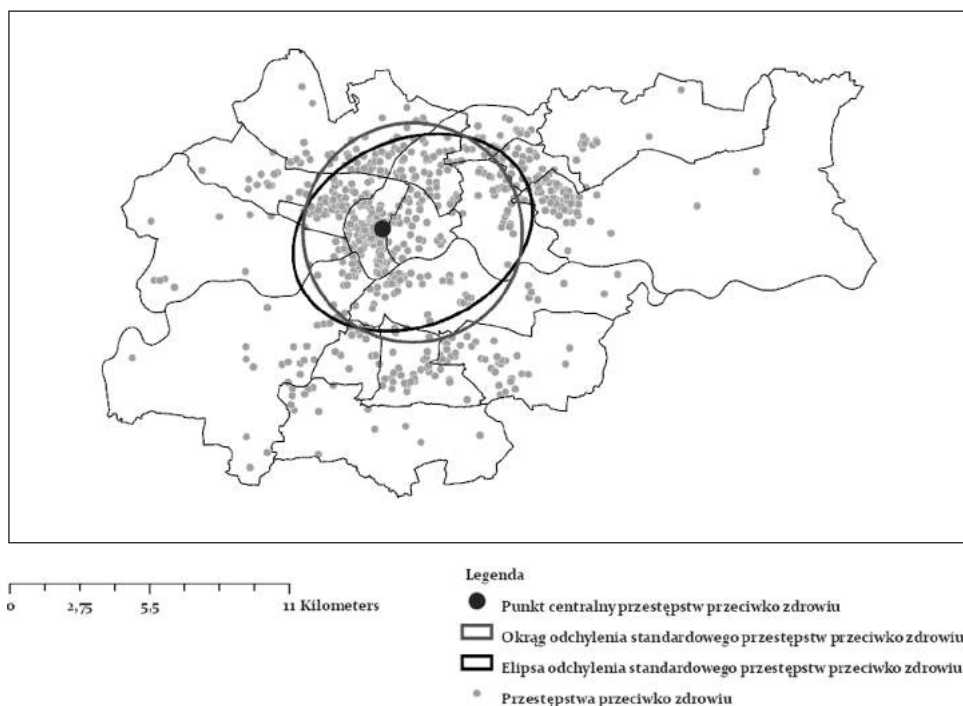 0 2,75 5,5 11 Kilometers
Legenda
Punkt centralny przestępstw przeciwko zdrowiu
Okrąg odchylenia standardowego przestępstw przeciwko zdrowiu
Elipsa odchylenia standardowego przestępstw przeciwko zdrowiu
Przestępstwa przeciwko zdrowiu